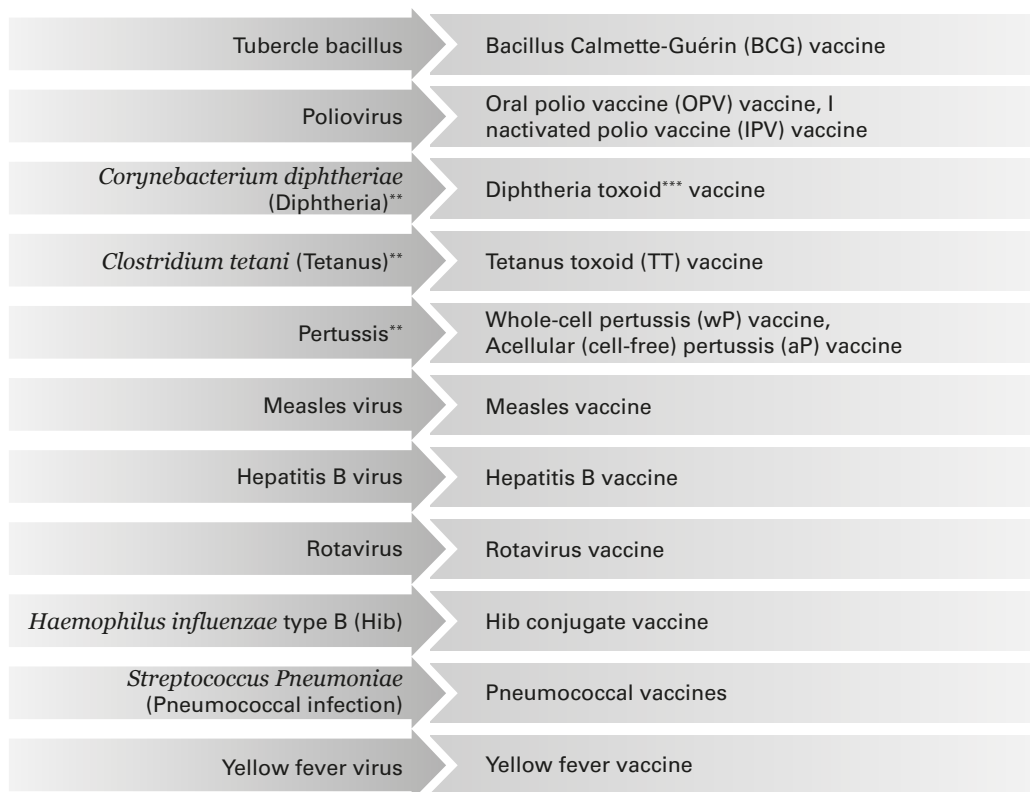 Tubercle bacillus
Bacillus Calmette-Guérin (BCG) vaccine
Poliovirus
Oral polio vaccine (OPV) vaccine, I
nactivated polio vaccine (IPV) vaccine
Corynebacterium diphtheriae
(Diphtheria)**
Diphtheria toxoid*** vaccine
Clostridium tetani (Tetanus)**
Tetanus toxoid (TT) vaccine
Pertussis**
Whole-cell pertussis (wP) vaccine,
Acellular (cell-free) pertussis (aP) vaccine
Measles virus
Measles vaccine
Hepatitis B virus
Hepatitis B vaccine
Rotavirus
Rotavirus vaccine
Haemophilus influenzae type B (Hib)
Hib conjugate vaccine
Streptococcus Pneumoniae
(Pneumococcal infection)
Pneumococcal vaccines
Yellow fever virus
Yellow fever vaccine